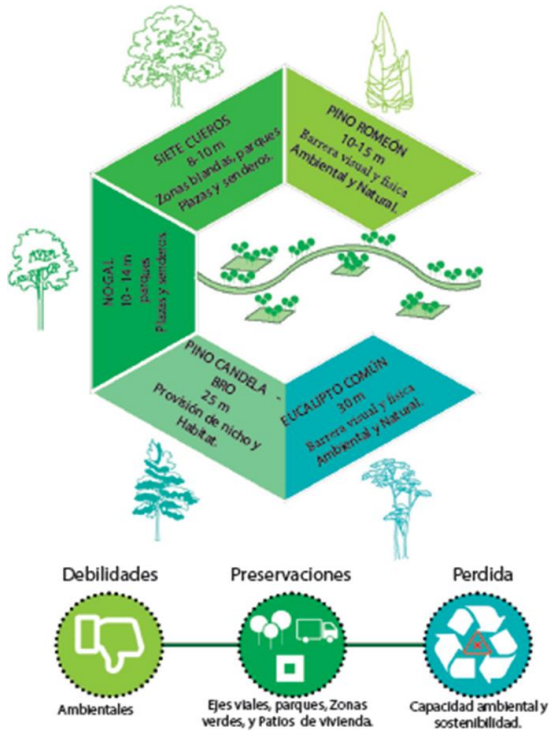 SIETE CUEROS
8-10 m
Zonas blandas, parques
Plazas y senderos.
PINO ROMEÓN
10-15 m
Barrera visual y física
Ambiental y Natural.
NOGAL
10 - 14 m
parques
Plazas y senderos.
PINO CANDELA -
BRO
25 m
Provisión de nicho y
Habitat.
EUCALIPTO COMÚN
30 m
Barrera visual y física
Ambiental y Natural.
Debilidades
Preservaciones
Perdida
Ambientales
Ejes viales, parques, Zonas
verdes, y Patios de vivienda.
Capacidad ambiental y
sostenibilidad.